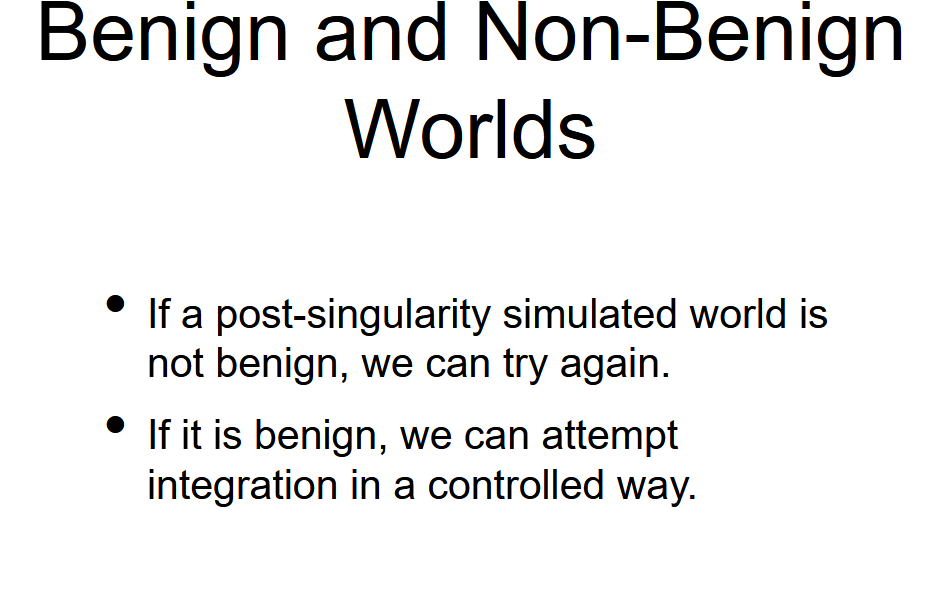 Benign and Non-Benign
Worlds
• If a post-singularity simulated world is
not benign, we can try again.
• If it is benign, we can attempt
integration in a controlled way.